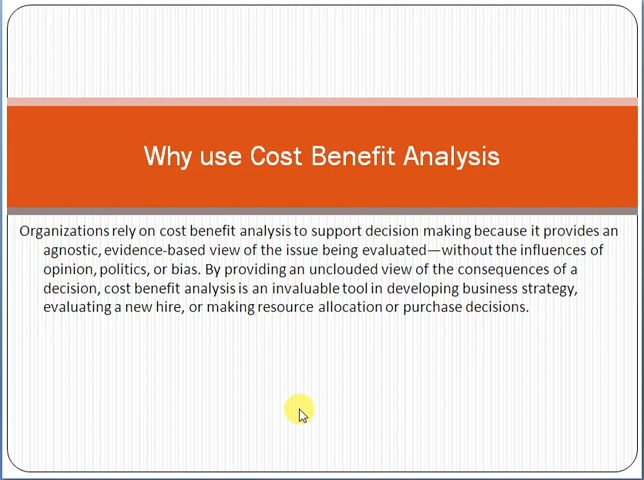 Why use Cost Benefit Analysis
Organizations rely on cost benefit analysis to support decision making because it provides an
agnostic, evidence-based view of the issue being evaluated—without the influences of
opinion, politics, or bias. By providing an unclouded view of the consequences of a
decision, cost benefit analysis is an invaluable tool in developing business strategy,
evaluating a new hire, or making resource allocation or purchase decisions.